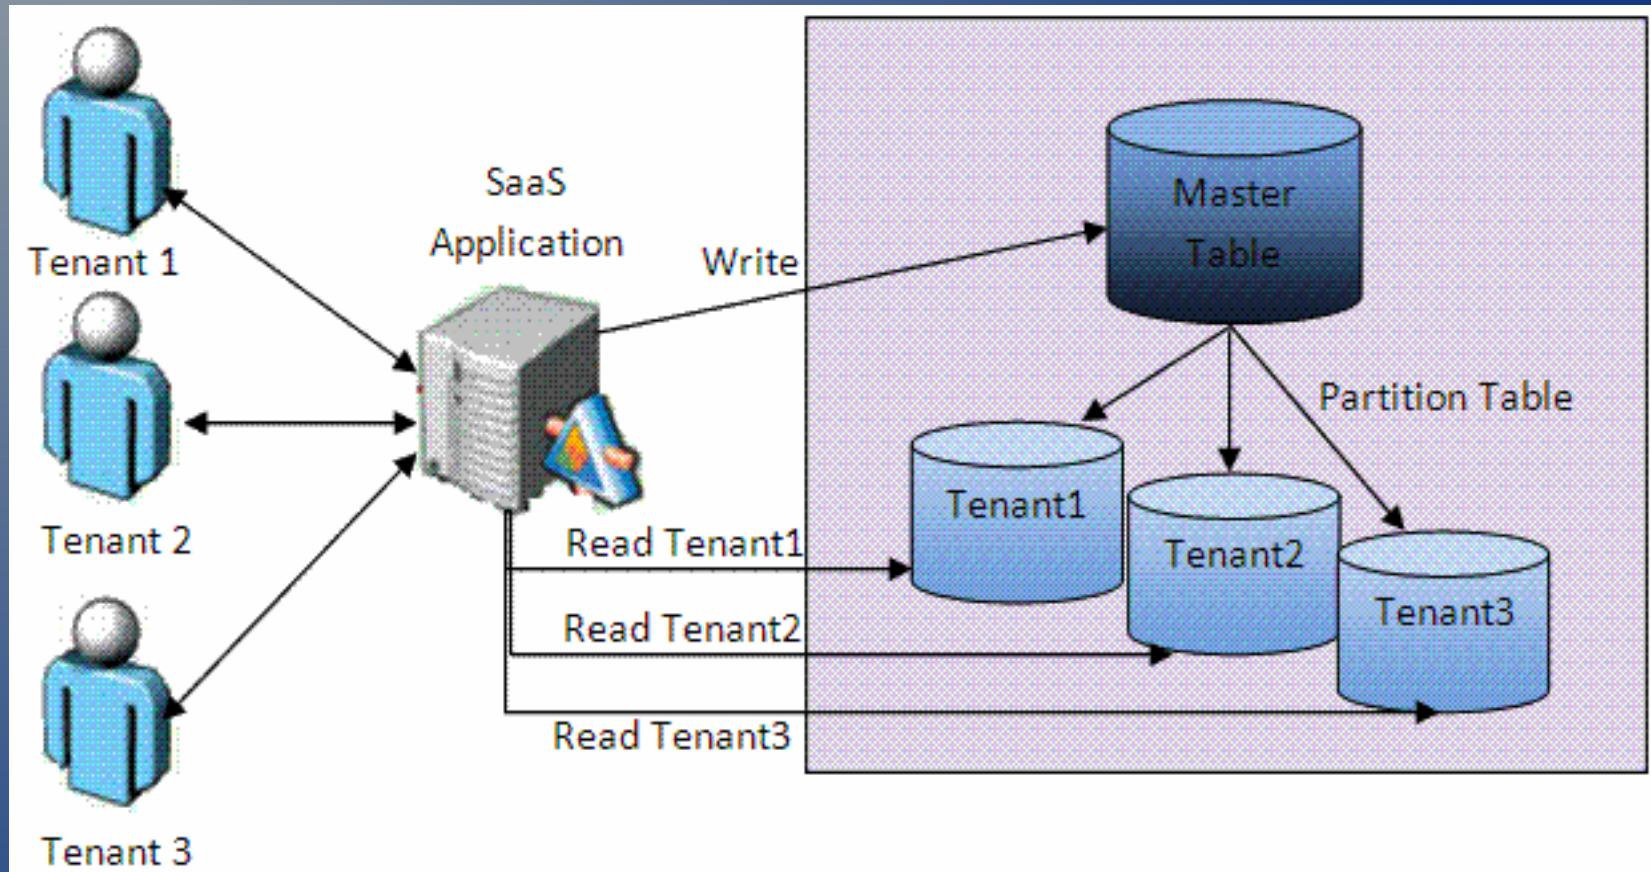 Tenant 1
Tenant 2
Tenant 3
SaaS
Application
Write
Read Tenant1
Read Tenant2
Read Tenant3
Master
Table
Partition Table
Tenant1
Tenant2
Tenant3